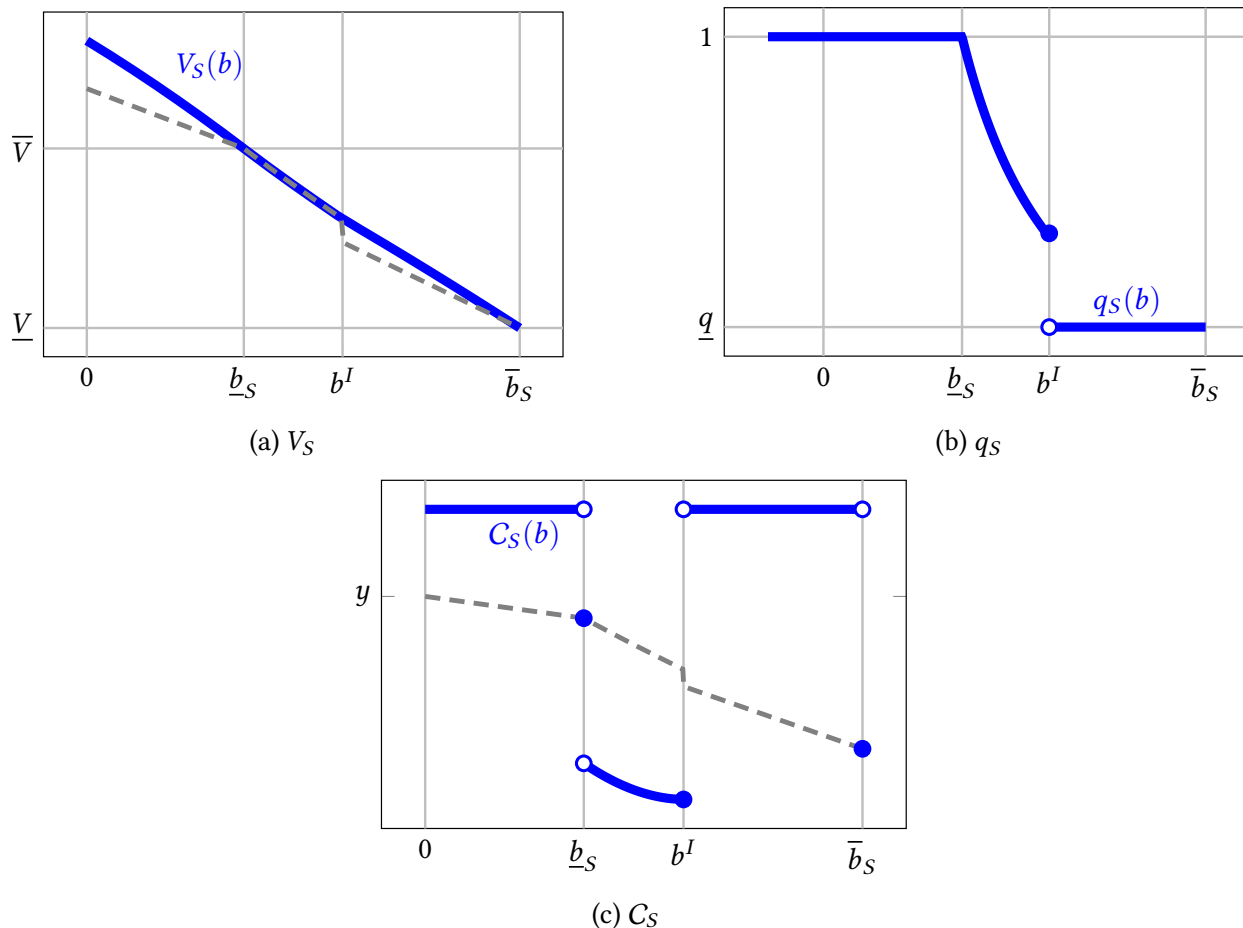 V_S(b)
V̅
V̲
0
b̲_S
b^I
b̅_S
(a) V_S
1
q̲
q_S(b)
0
b̲_S
b^I
b̅_S
(b) q_S
C_S(b)
y
0
b̲_S
b^I
b̅_S
(c) C_S